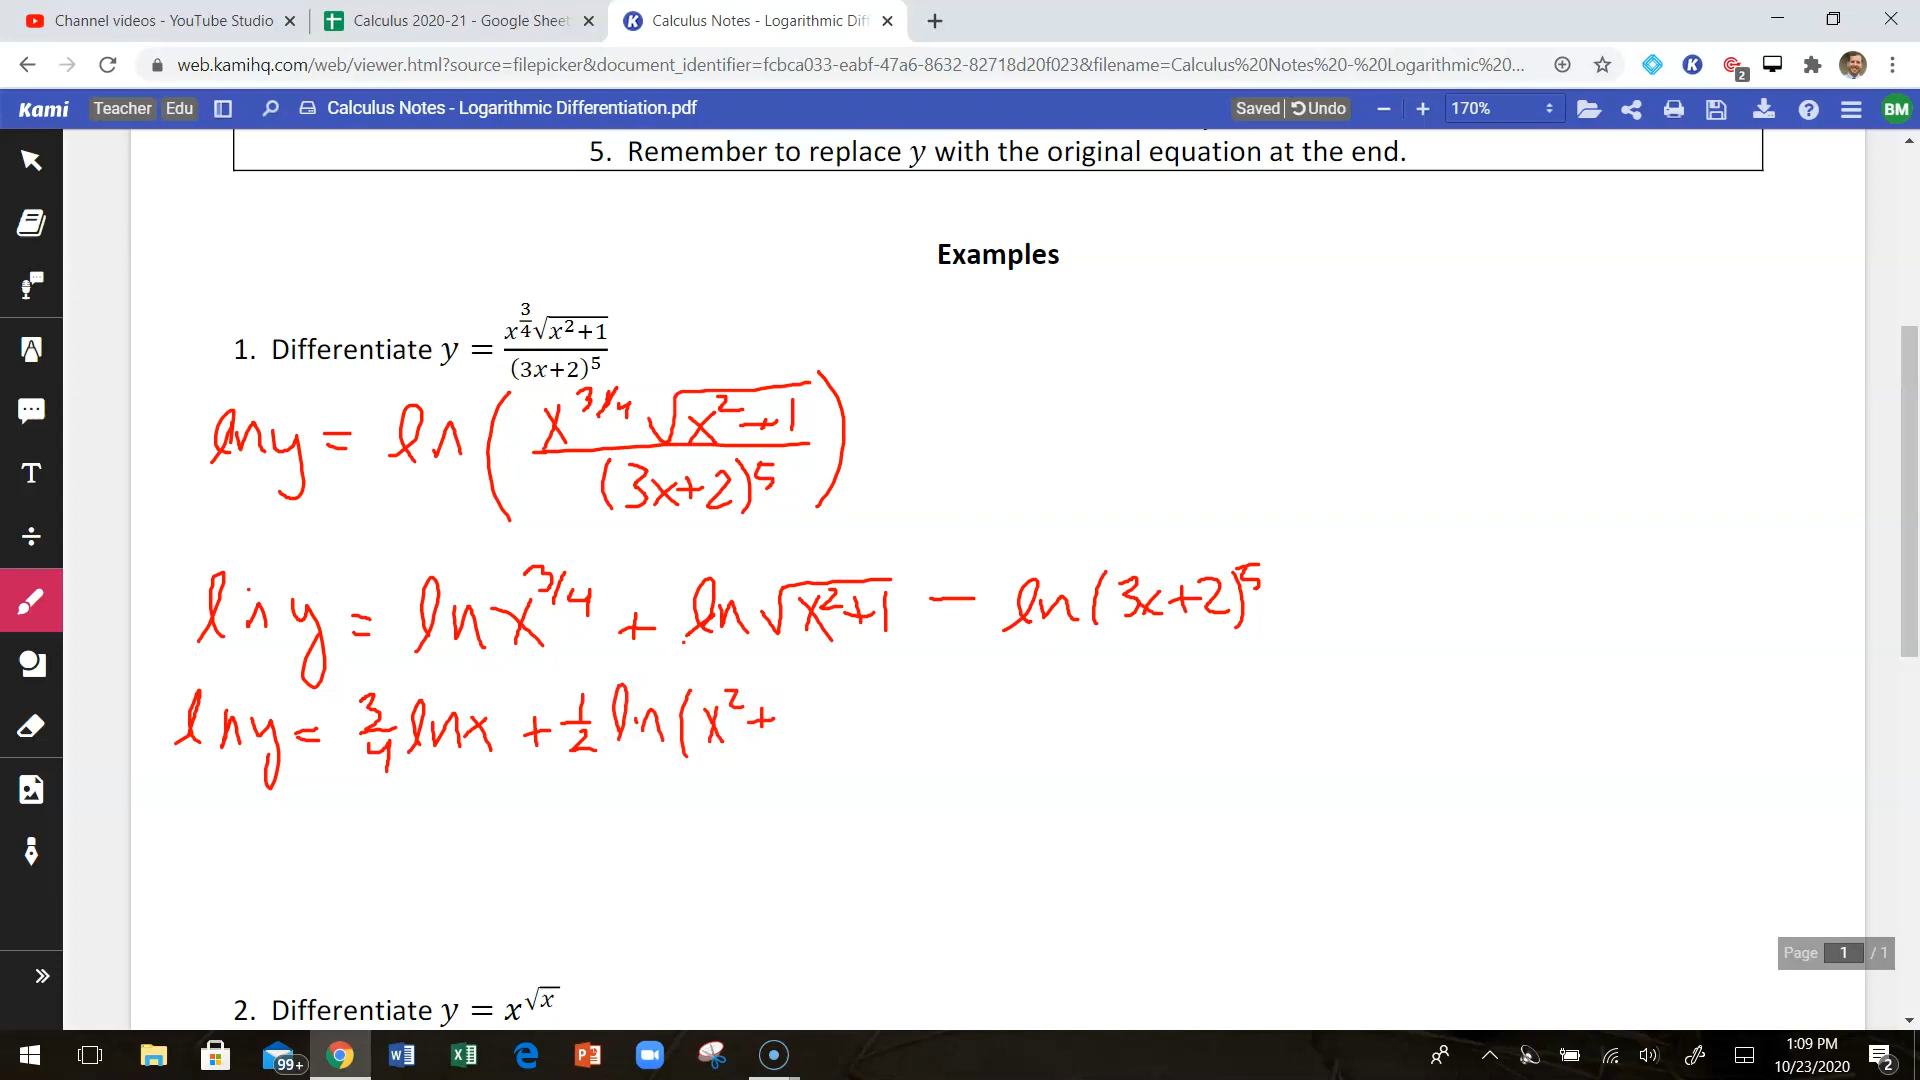 Channel videos - YouTube Studio
Calculus 2020-21 - Google Sheet
Calculus Notes - Logarithmic Diff
web.kamihq.com/web/viewer.html?source=filepicker&document_identifier=fcbca033-eabf-47a6-8632-82718d20f023&filename=Calculus%20Notes%20-%20Logarithmic%20...
2
Kami Teacher Edu Calculus Notes - Logarithmic Differentiation.pdf Saved Undo 170% BM
5. Remember to replace y with the original equation at the end.
Examples
1. Differentiate y = x^(3/4)√(x²+1) / (3x+2)⁵
ln y = ln( x^(3/4) √(x²+1) / (3x+2)⁵ )
ln y = ln x^(3/4) + ln √(x²+1) − ln(3x+2)⁵
ln y = 3/4 ln x + 1/2 ln(x² +
Page 1 / 1
2. Differentiate y = x^√x
99+
1:09 PM
10/23/2020
2